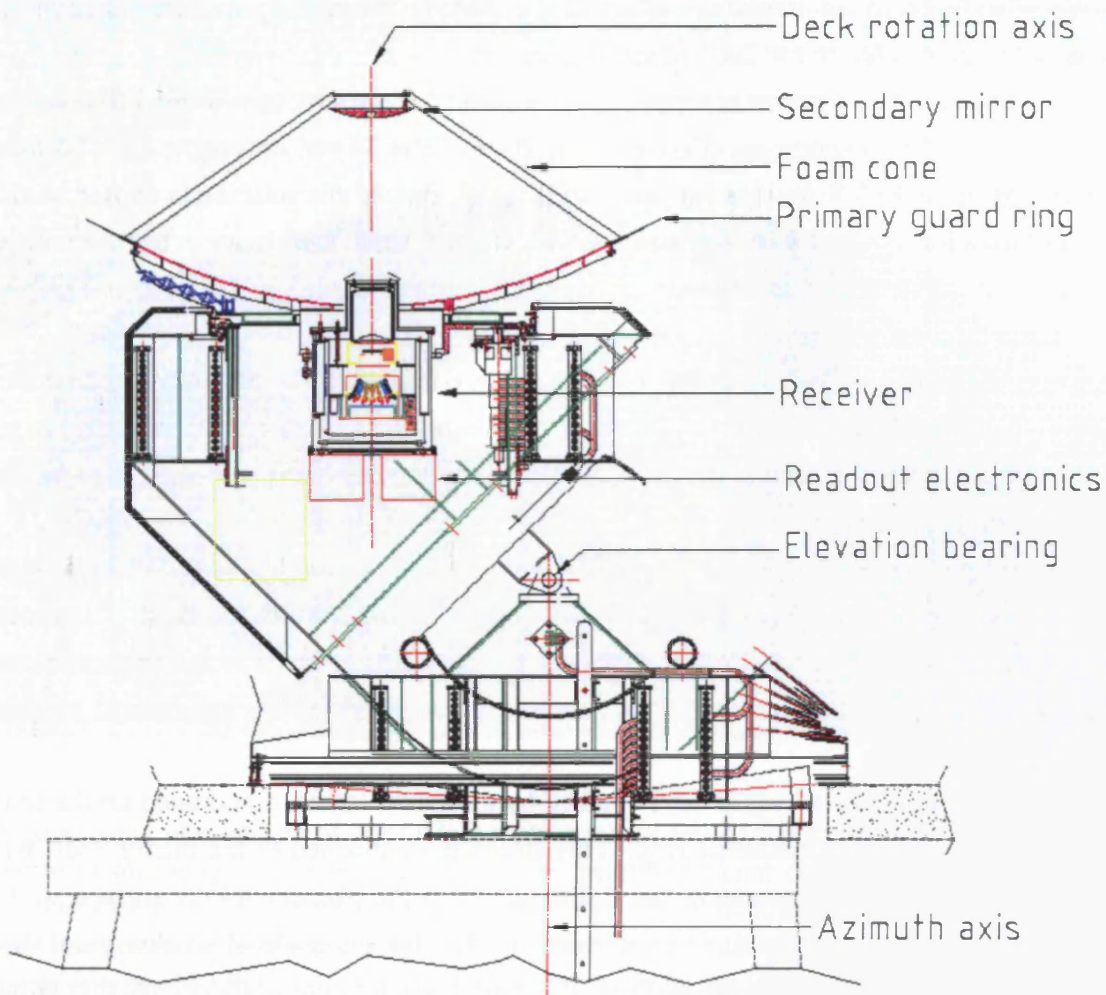 Deck rotation axis
Secondary mirror
Foam cone
Primary guard ring
Receiver
Readout electronics
Elevation bearing
Azimuth axis